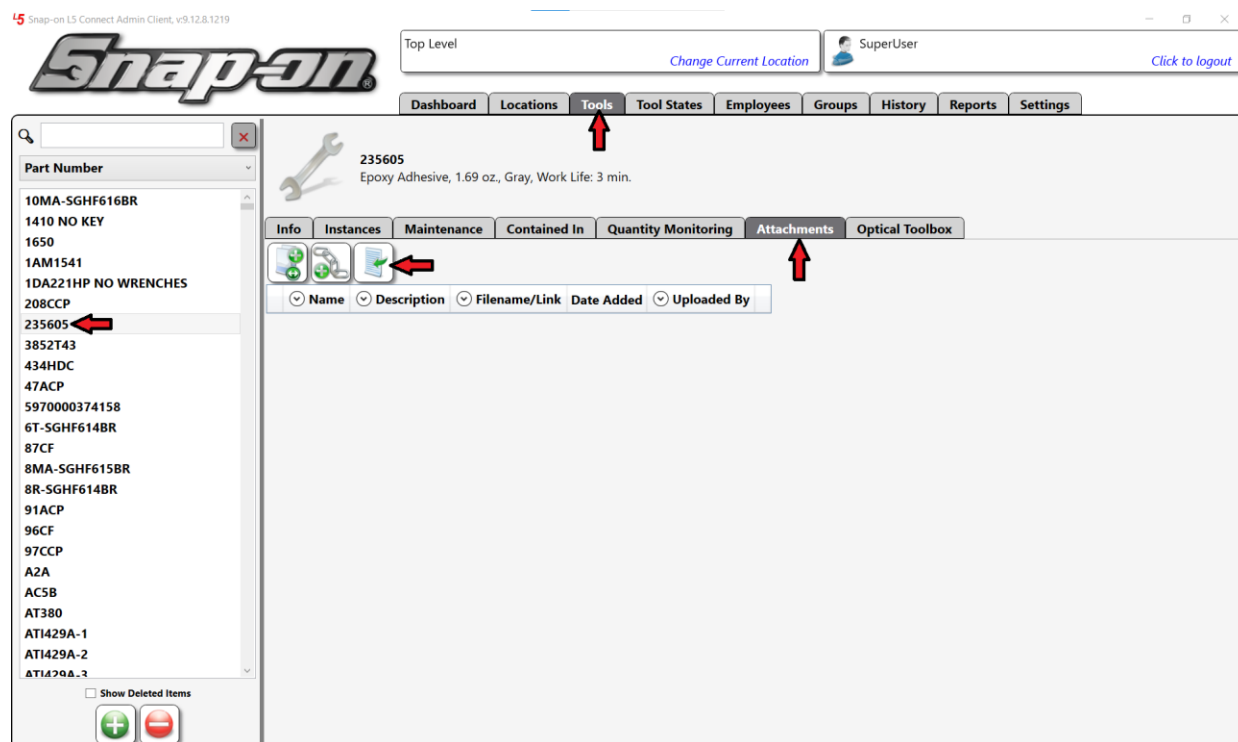 L5 Snap-on L5 Connect Admin Client, v:9.12.8.1219
Snap-on®
Top Level
Change Current Location
SuperUser
Click to logout
Dashboard Locations Tools Tool States Employees Groups History Reports Settings
Part Number
235605
Epoxy Adhesive, 1.69 oz., Gray, Work Life: 3 min.
Info Instances Maintenance Contained In Quantity Monitoring Attachments Optical Toolbox
Name Description Filename/Link Date Added Uploaded By
10MA-SGHF616BR
1410 NO KEY
1650
1AM1541
1DA221HP NO WRENCHES
208CCP
235605
3852T43
434HDC
47ACP
5970000374158
6T-SGHF614BR
87CF
8MA-SGHF615BR
8R-SGHF614BR
91ACP
96CF
97CCP
A2A
AC5B
AT380
ATI429A-1
ATI429A-2
ATI429A-3
Show Deleted Items